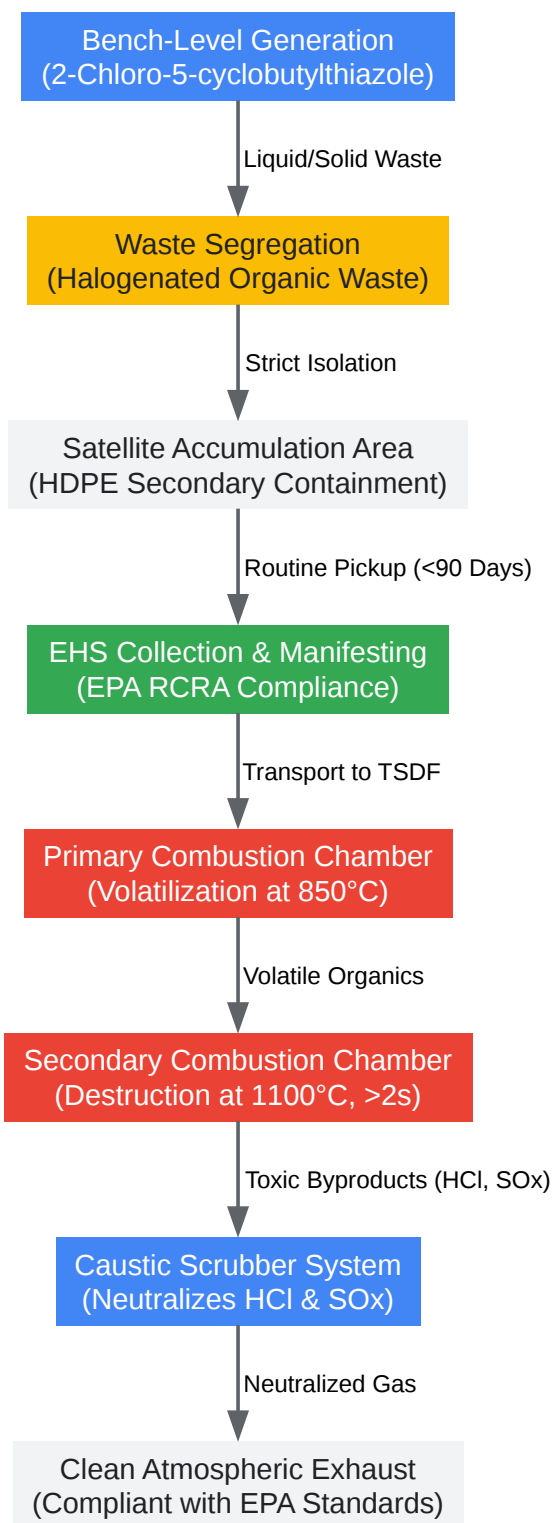 Bench-Level Generation
(2-Chloro-5-cyclobutylthiazole)
Liquid/Solid Waste
Waste Segregation
(Halogenated Organic Waste)
Strict Isolation
Satellite Accumulation Area
(HDPE Secondary Containment)
Routine Pickup (<90 Days)
EHS Collection & Manifesting
(EPA RCRA Compliance)
Transport to TSDF
Primary Combustion Chamber
(Volatilization at 850°C)
Volatile Organics
Secondary Combustion Chamber
(Destruction at 1100°C, >2s)
Toxic Byproducts (HCl, SOx)
Caustic Scrubber System
(Neutralizes HCl & SOx)
Neutralized Gas
Clean Atmospheric Exhaust
(Compliant with EPA Standards)